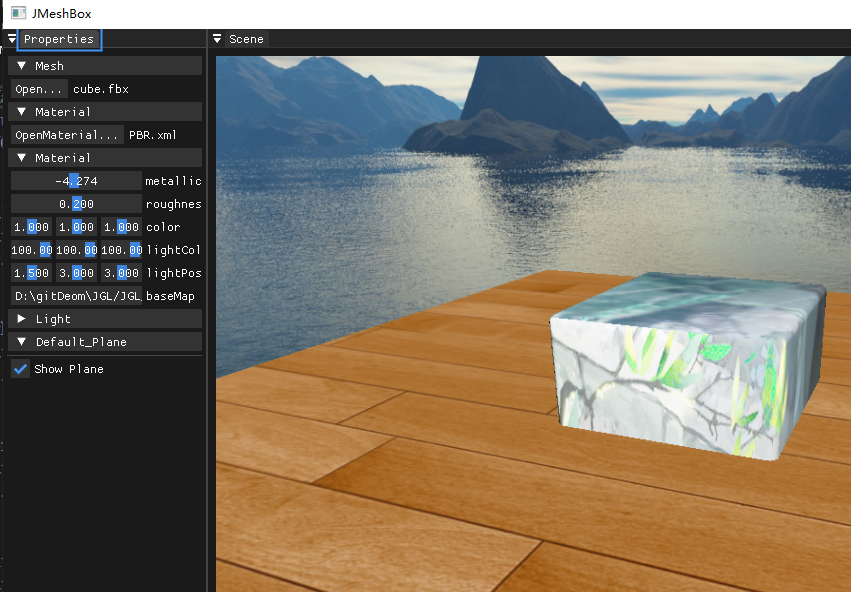 JMeshBox
Properties
Scene
Mesh
Open... cube.fbx
Material
OpenMaterial... PBR.xml
Material
-4.274 metallic
0.200 roughnes
1.000 1.000 1.000 color
100.00 100.00 100.00 lightCol
1.500 3.000 3.000 lightPos
D:\gitDeom/JGL/JGL_ baseMap
Light
Default_Plane
Show Plane